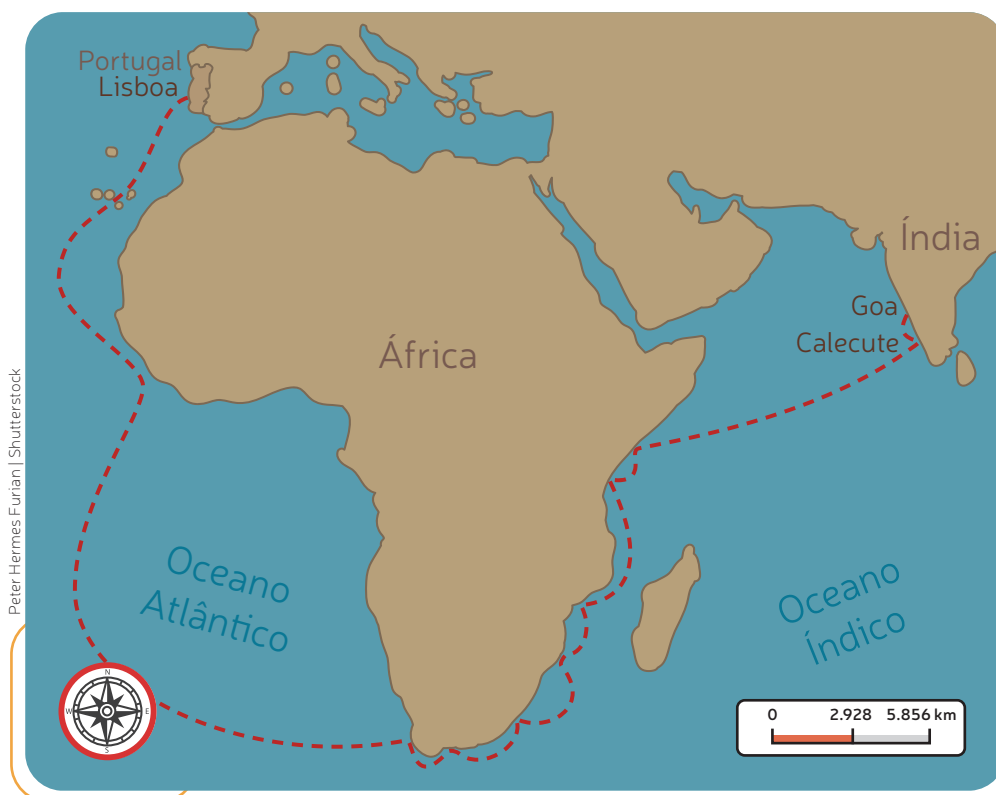 Portugal
Lisboa
Índia
Goa
Calecute
África
Oceano
Atlântico
Oceano
Índico
N
W E
S
0 2.928 5.856 km
Peter Hermes Furian | Shutterstock